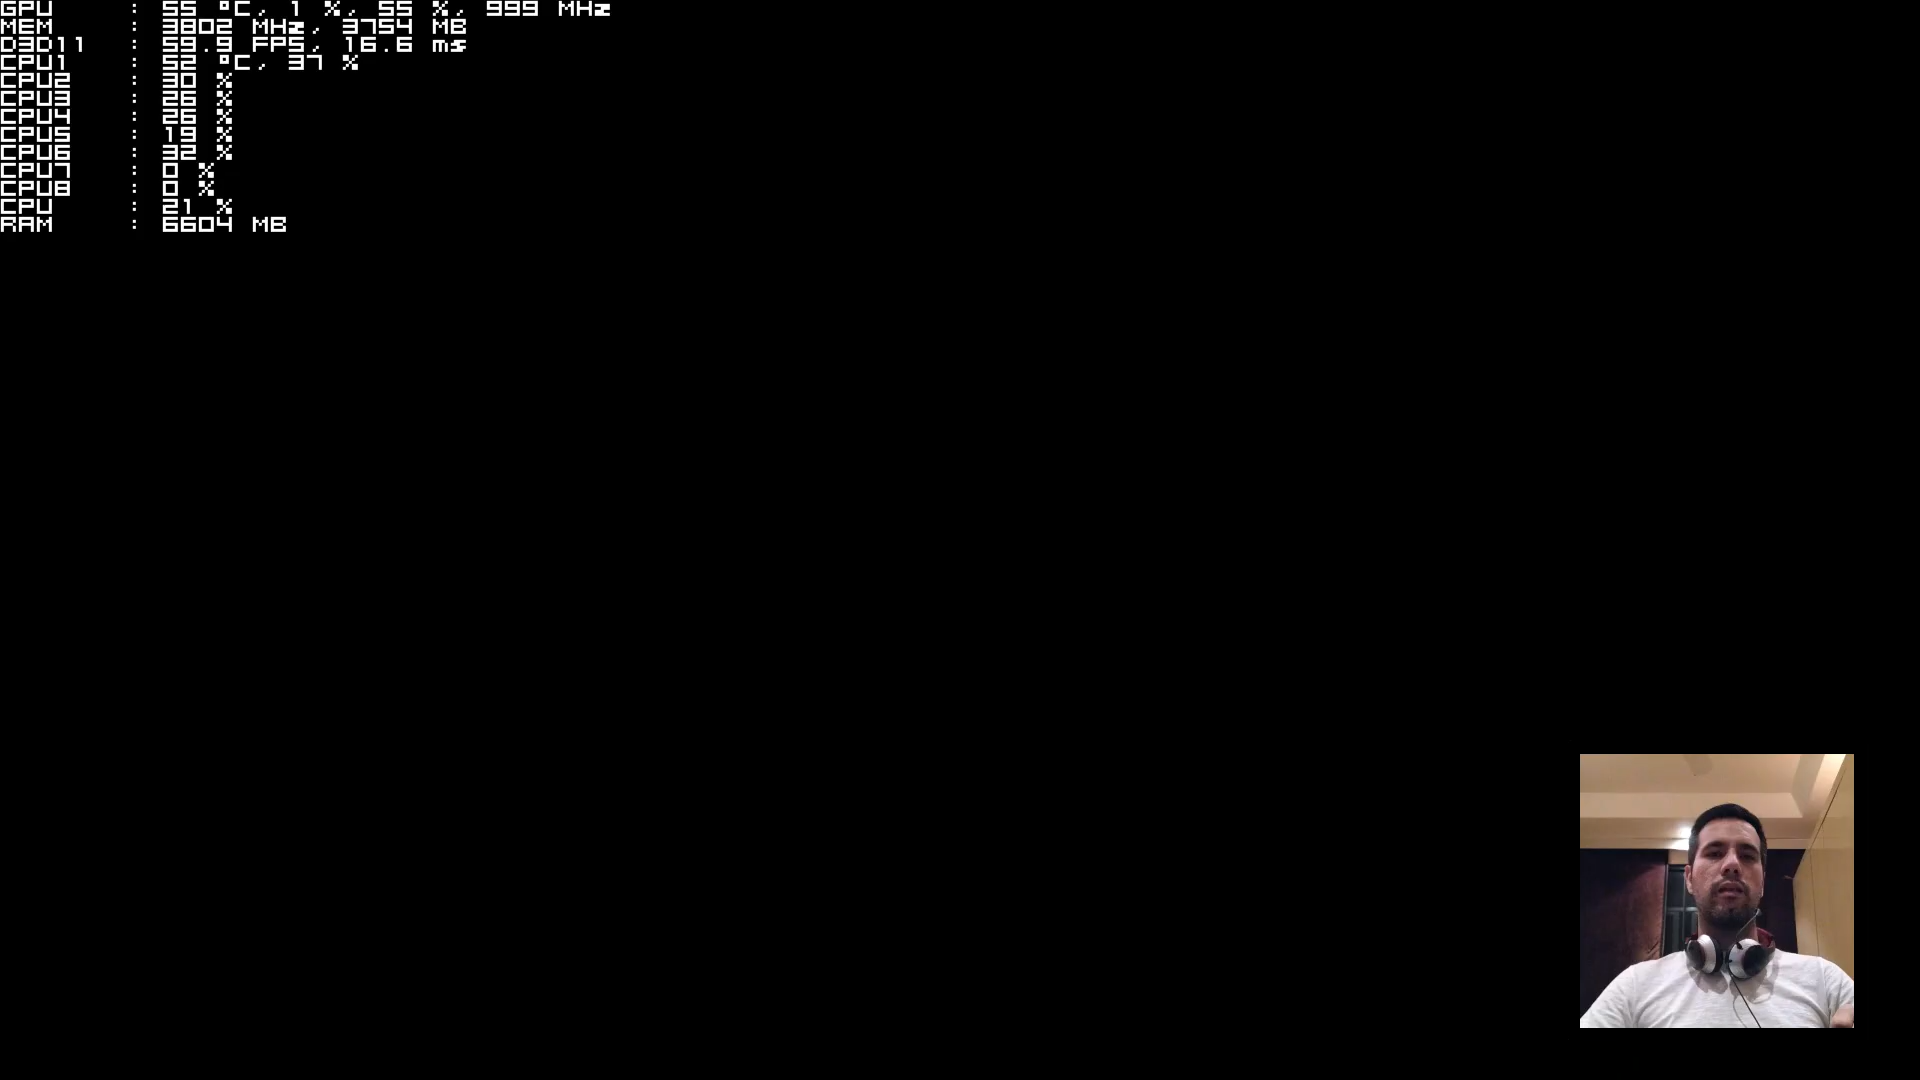 GPU : 55 °C, 1 %, 55 %, 999 MHz
MEM : 3802 MHz, 3754 MB
D3D11 : 59.9 FPS, 16.6 ms
CPU1 : 52 °C, 37 %
CPU2 : 30 %
CPU3 : 26 %
CPU4 : 26 %
CPU5 : 19 %
CPU6 : 32 %
CPU7 : 0 %
CPU8 : 0 %
CPU : 21 %
RAM : 6604 MB